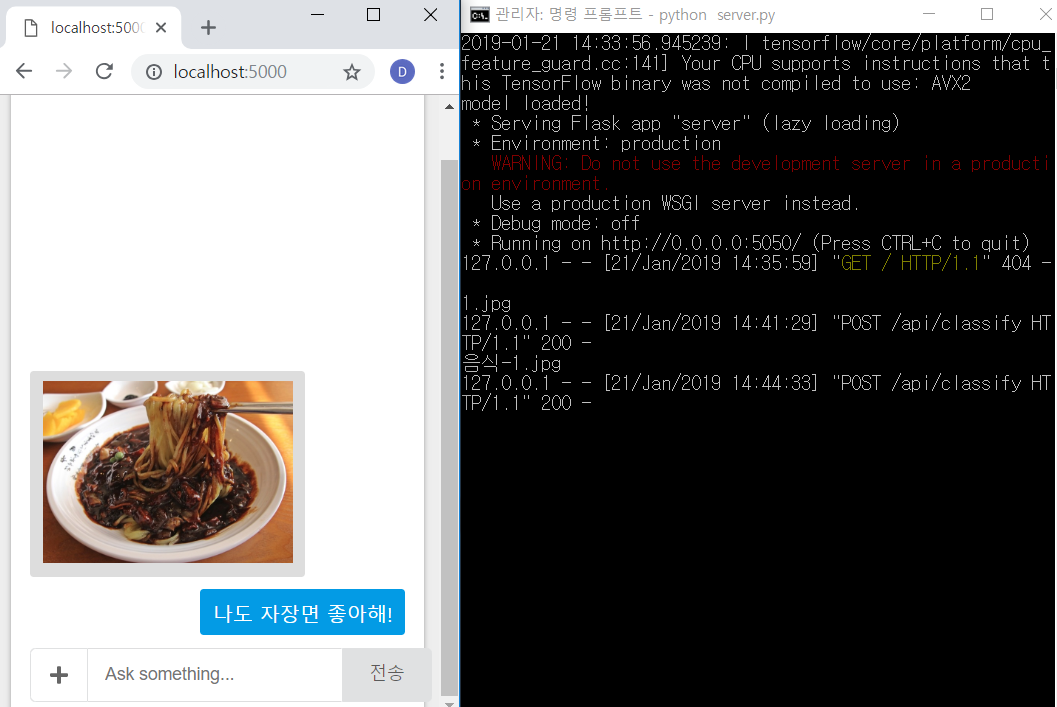 localhost:5000
localhost:5000
D
나도 자장면 좋아해!
Ask something...
전송
관리자: 명령 프롬프트 - python server.py
2019-01-21 14:33:56.945239: I tensorflow/core/platform/cpu_
feature_guard.cc:141] Your CPU supports instructions that t
his TensorFlow binary was not compiled to use: AVX2
model loaded!
* Serving Flask app "server" (lazy loading)
* Environment: production
WARNING: Do not use the development server in a producti
on environment.
Use a production WSGI server instead.
* Debug mode: off
* Running on http://0.0.0.0:5050/ (Press CTRL+C to quit)
127.0.0.1 - - [21/Jan/2019 14:35:59] "GET / HTTP/1.1" 404 -
1.jpg
127.0.0.1 - - [21/Jan/2019 14:41:29] "POST /api/classify HT
TP/1.1" 200 -
음식-1.jpg
127.0.0.1 - - [21/Jan/2019 14:44:33] "POST /api/classify HT
TP/1.1" 200 -